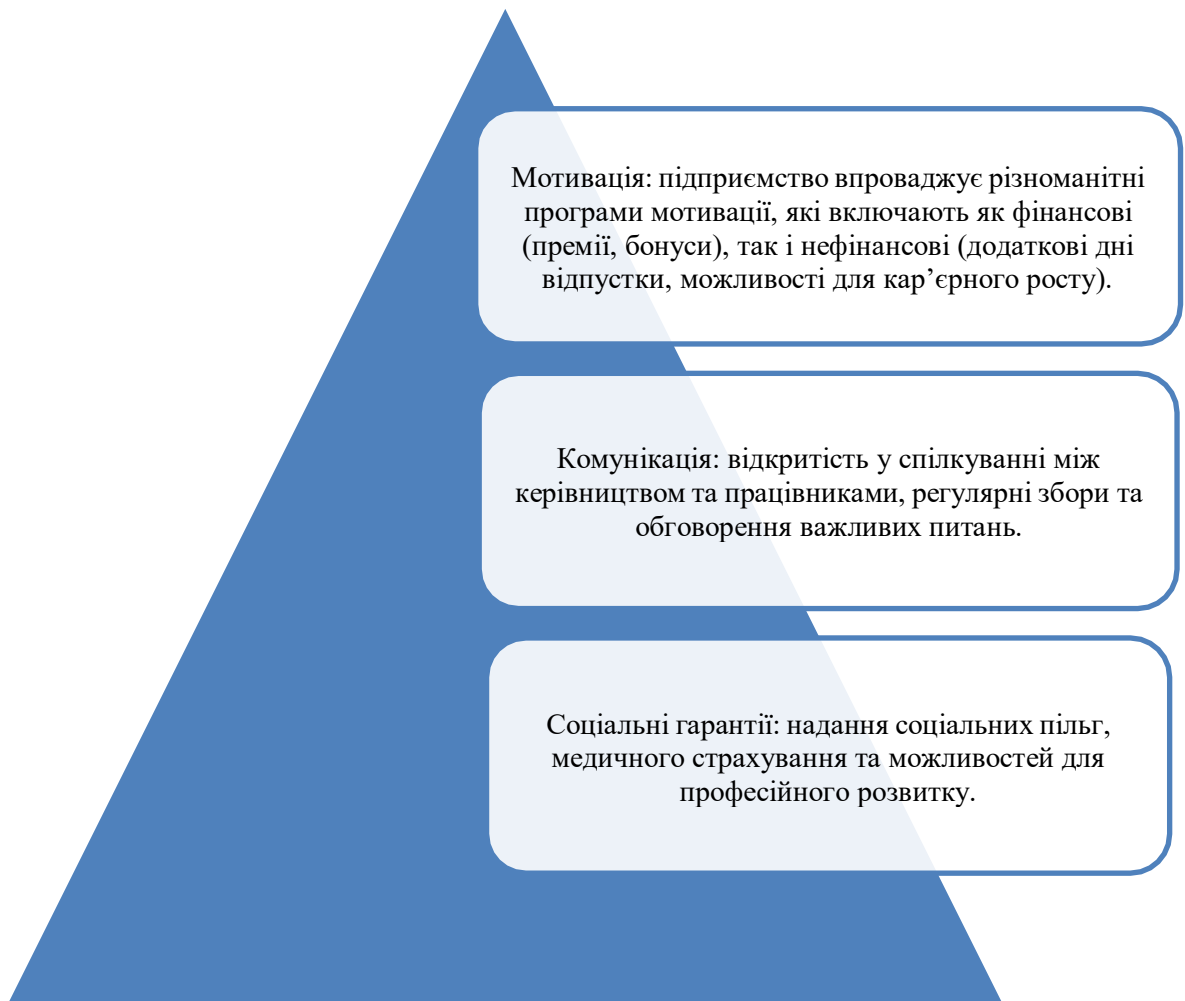 Мотивація: підприємство впроваджує різноманітні
програми мотивації, які включають як фінансові
(премії, бонуси), так і нефінансові (додаткові дні
відпустки, можливості для кар’єрного росту).
Комунікація: відкритість у спілкуванні між
керівництвом та працівниками, регулярні збори та
обговорення важливих питань.
Соціальні гарантії: надання соціальних пільг,
медичного страхування та можливостей для
професійного розвитку.